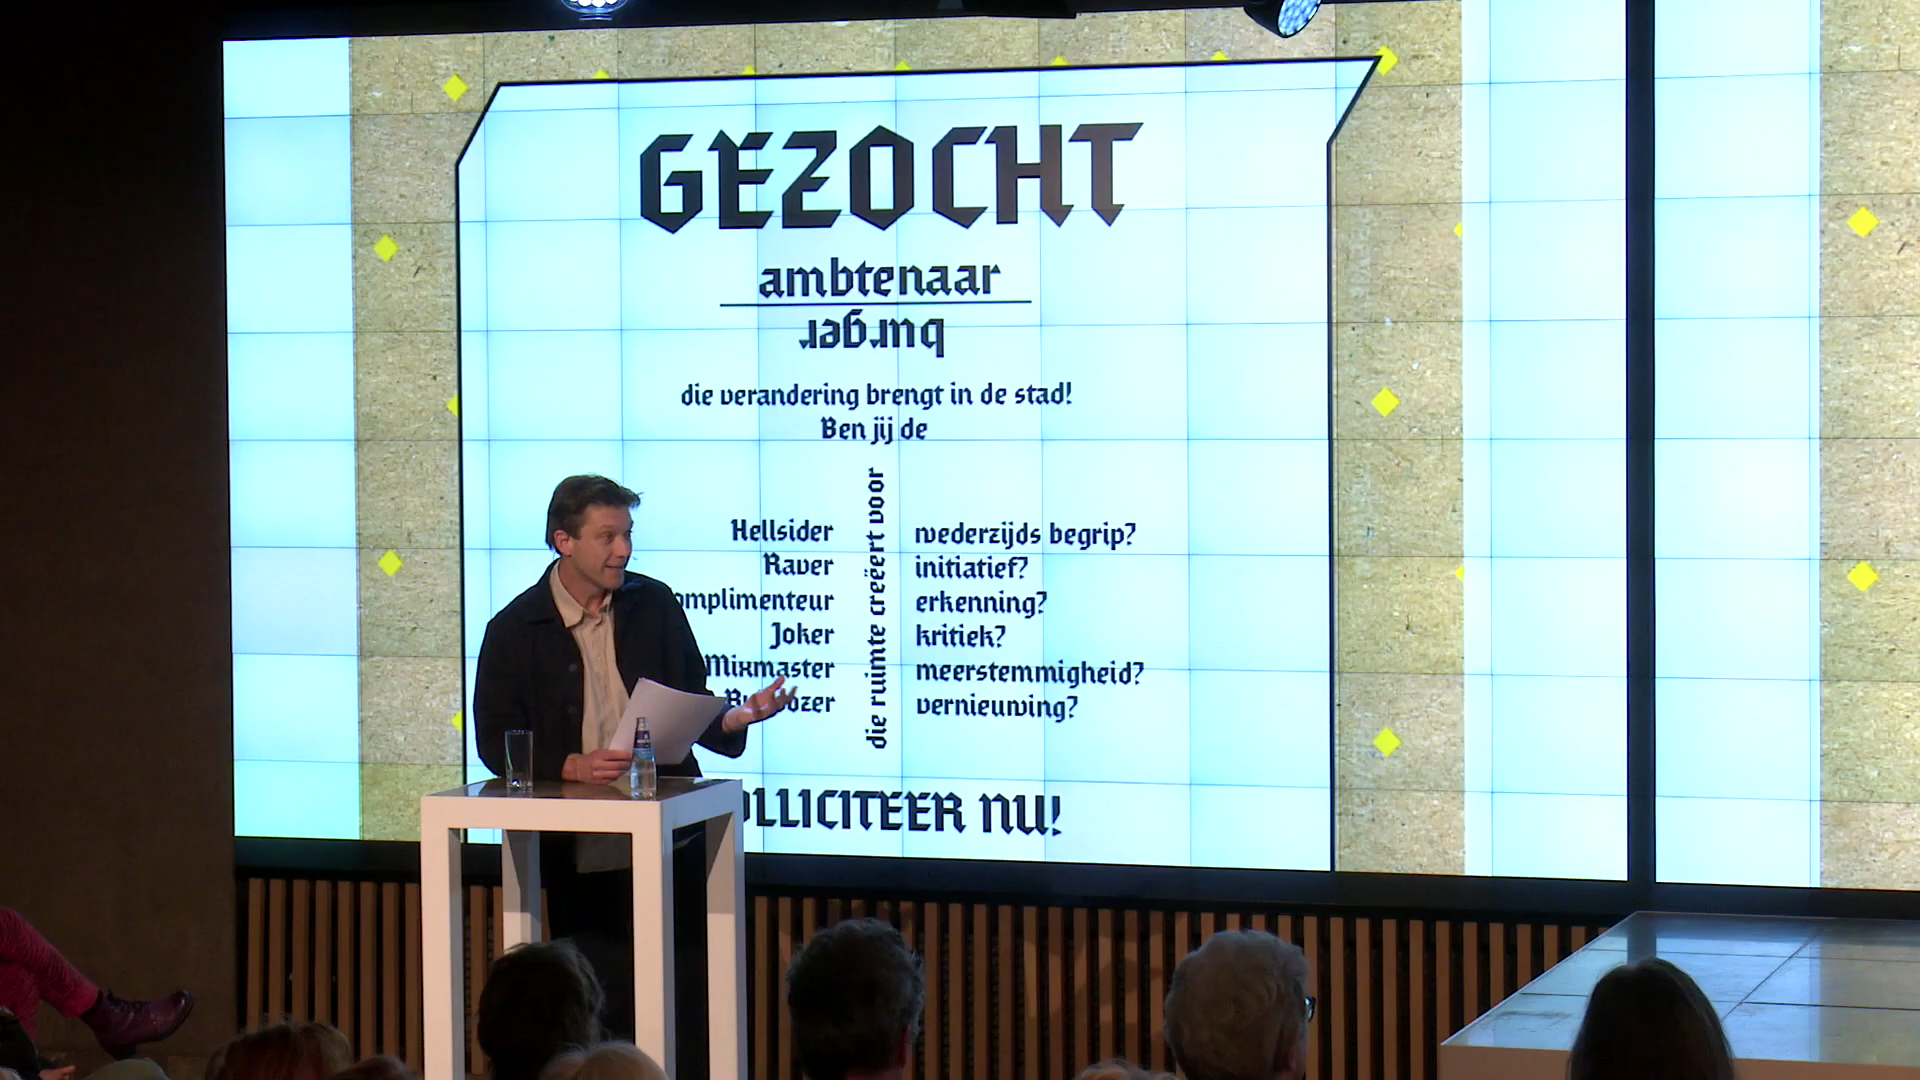 GEZOCHT
ambtenaar
burger
die verandering brengt in de stad!
Ben jij de
Hellsider
Raver
Joker
Mixmaster
die ruimte creëert voor
wederzijds begrip?
initiatief?
erkenning?
kritiek?
meerstemmigheid?
vernieuwing?
NU!